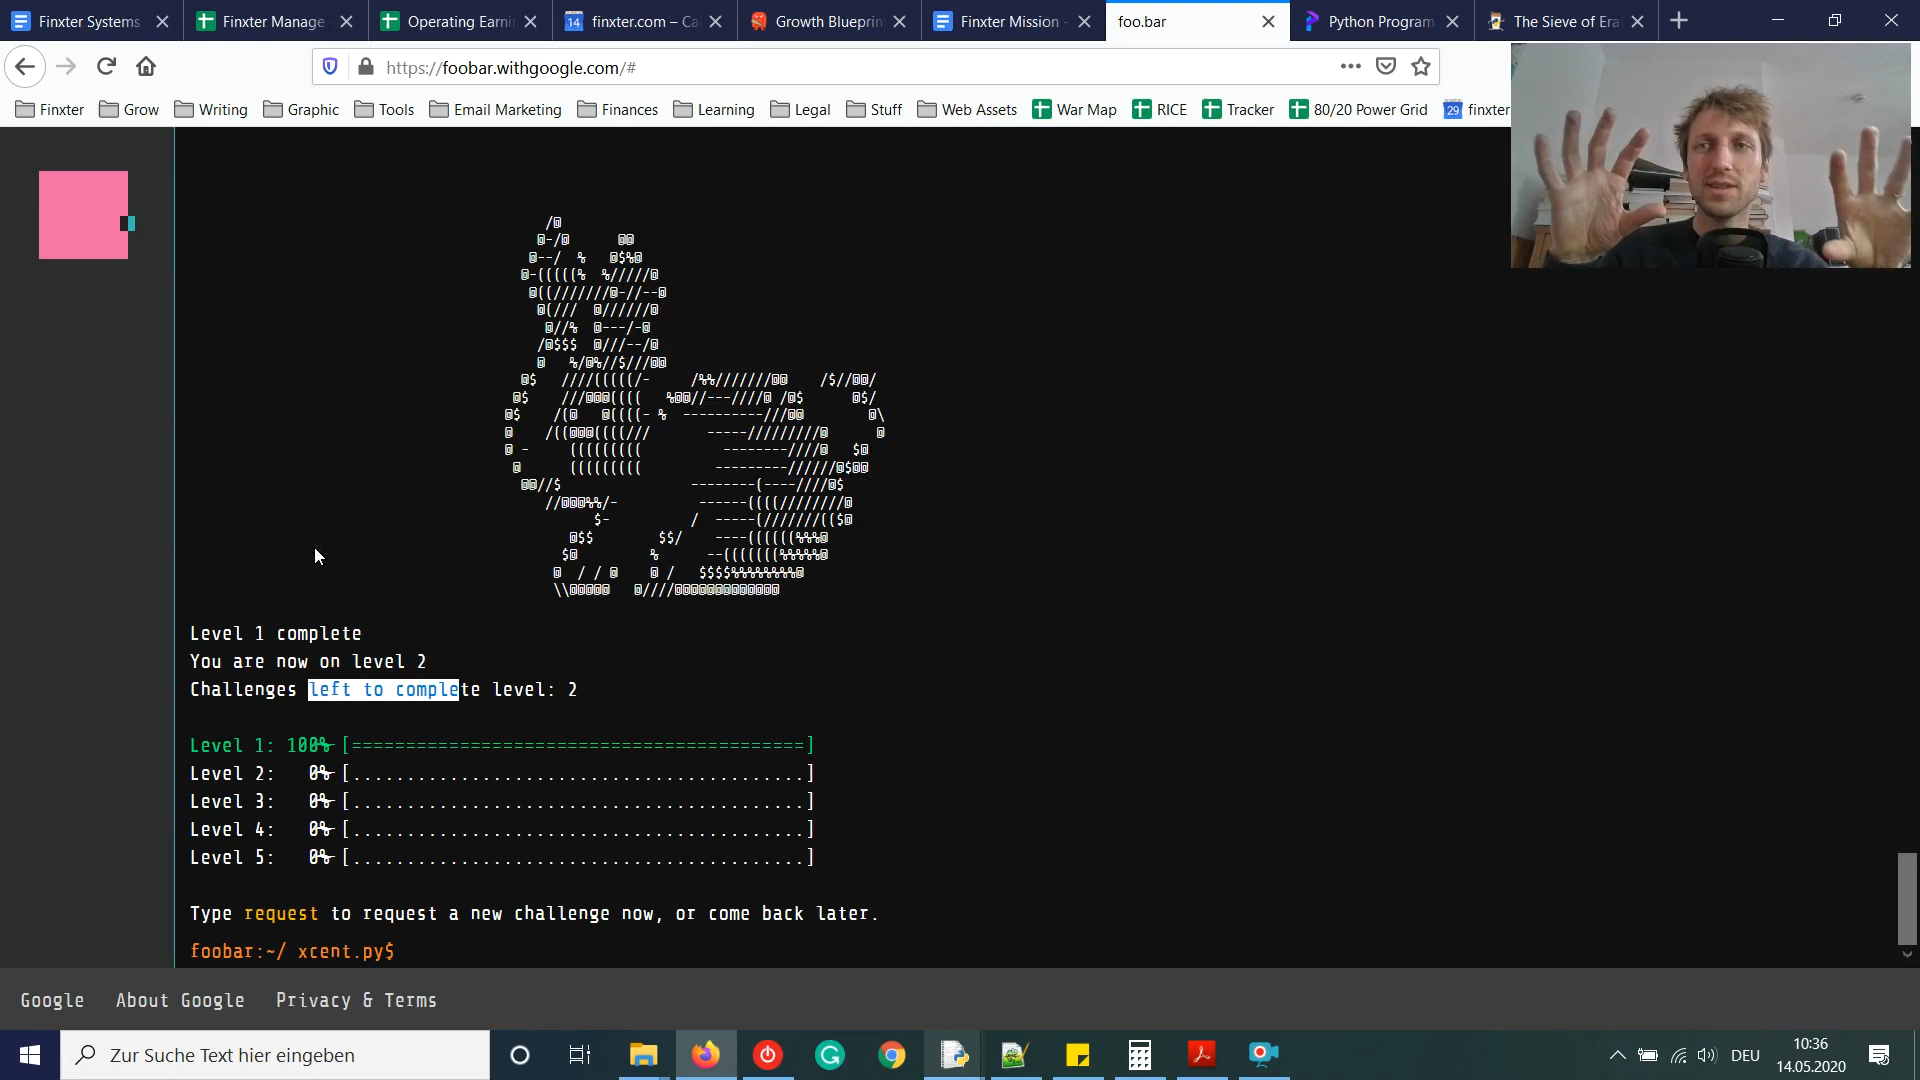 Finxter Systems
Finxter Manage
Operating Earni
14
finxter.com – Ca
Growth Blueprin
Finxter Mission -
foo.bar
Python Program
The Sieve of Era
https://foobar.withgoogle.com/#
Finxter
Grow
Writing
Graphic
Tools
Email Marketing
Finances
Learning
Legal
Stuff
Web Assets
War Map
RICE
Tracker
80/20 Power Grid
29
finxter
Level 1 complete
You are now on level 2
Challenges left to complete level: 2
Level 1: 100% [==========================================]
Level 2:   0% [..........................................]
Level 3:   0% [..........................................]
Level 4:   0% [..........................................]
Level 5:   0% [..........................................]
Type request to request a new challenge now, or come back later.
foobar:~/ xcent.py$
Google
About Google
Privacy & Terms
Zur Suche Text hier eingeben
DEU
10:36
14.05.2020